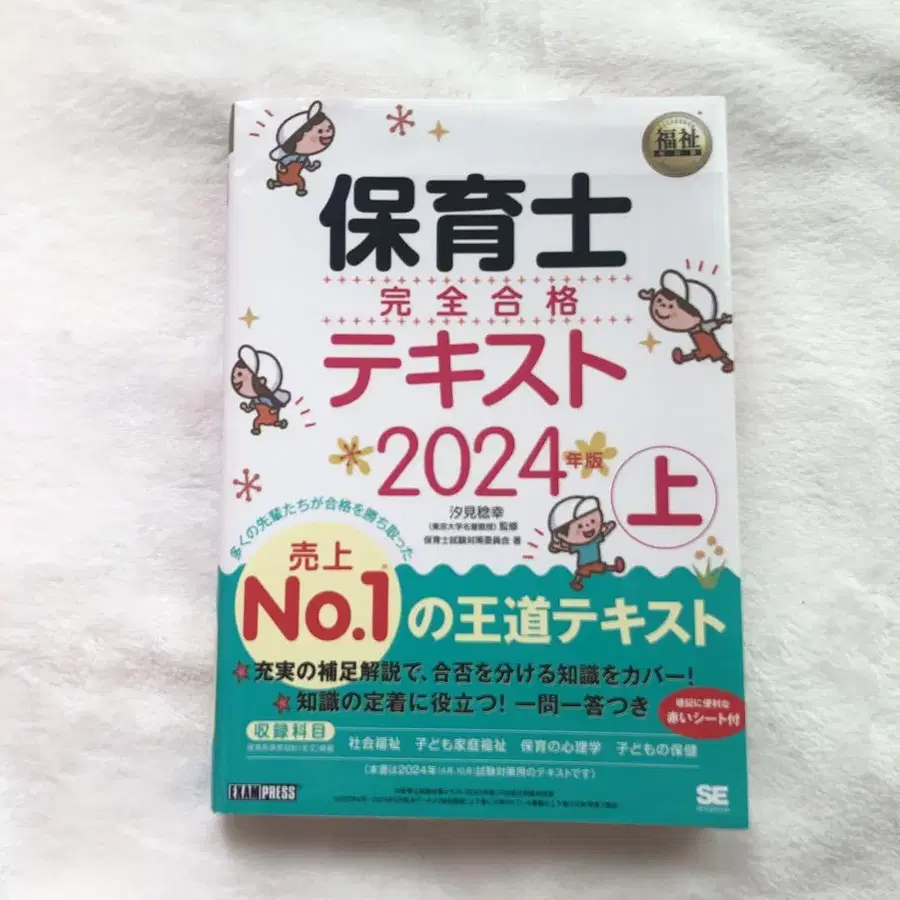 福祉
教科書
保育士
完全合格
テキスト
2024年版
上
汐見稔幸
(東京大学名誉教授) 監修
保育士試験対策委員会 著
多くの先輩たちが合格を勝ち取った
売上
No.1の王道テキスト
充実の補足解説で、合否を分ける知識をカバー!
知識の定着に役立つ! 一問一答つき
暗記に便利な
赤いシート付
収録科目
社会福祉 子ども家庭福祉 保育の心理学 子どもの保健
(本書は2024年(4月,10月)試験対策用のテキストです)
EXAMPRESS
SE
SHOEISHA